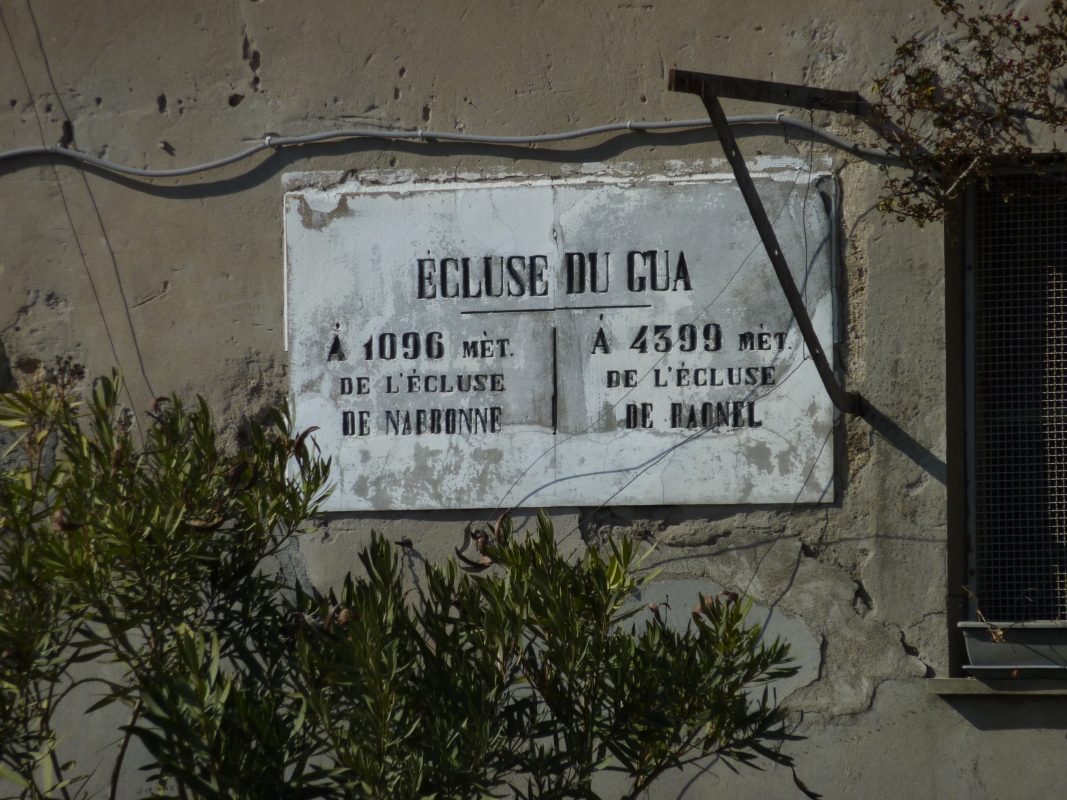 ÉCLUSE DU GUA
À 1096 MÈT.
DE L'ÉCLUSE
DE NARBONNE
À 4399 MÈT.
DE L'ÉCLUSE
DE RAONEL